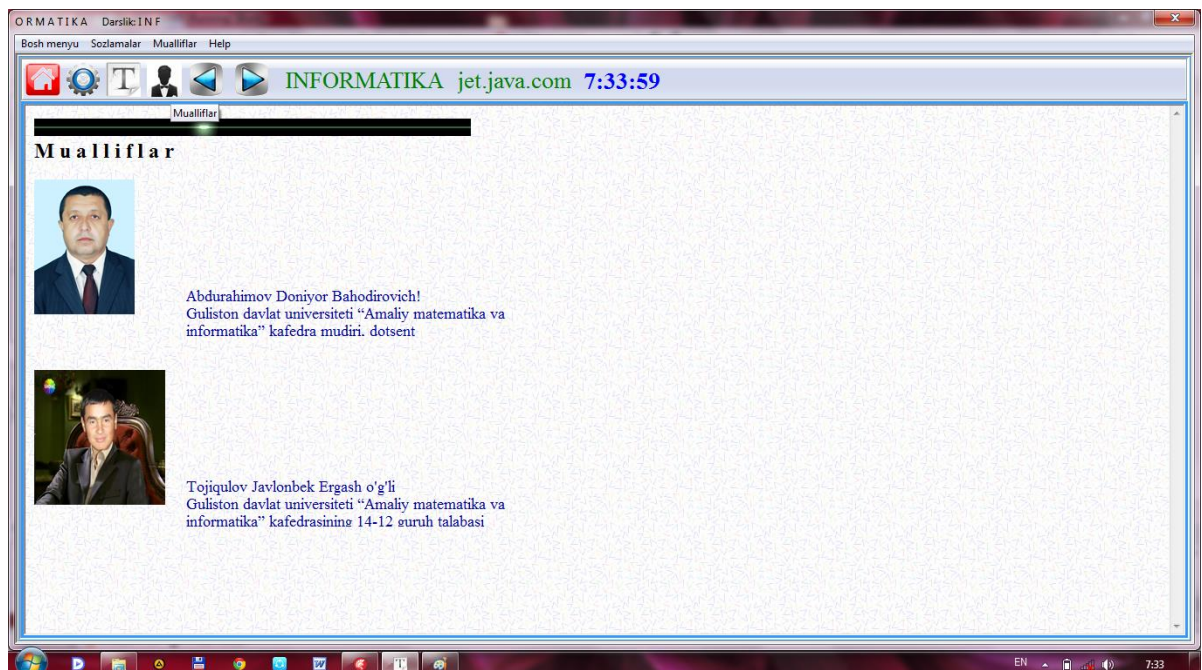 O R M A T I K A Darslik: I N F
Bosh menyu Sozlamalar Mualliflar Help
T INFORMATIKA jet.java.com 7:33:59
Mualliflar
Mualliflar
Abdurahimov Doniyor Bahodirovich!
Guliston davlat universiteti “Amaliy matematika va
informatika” kafedra mudiri. dotsent
Tojiqulov Javlonbek Ergash o'g'li
Guliston davlat universiteti “Amaliy matematika va
informatika” kafedrasining 14-12 guruh talabasi
EN 7:33